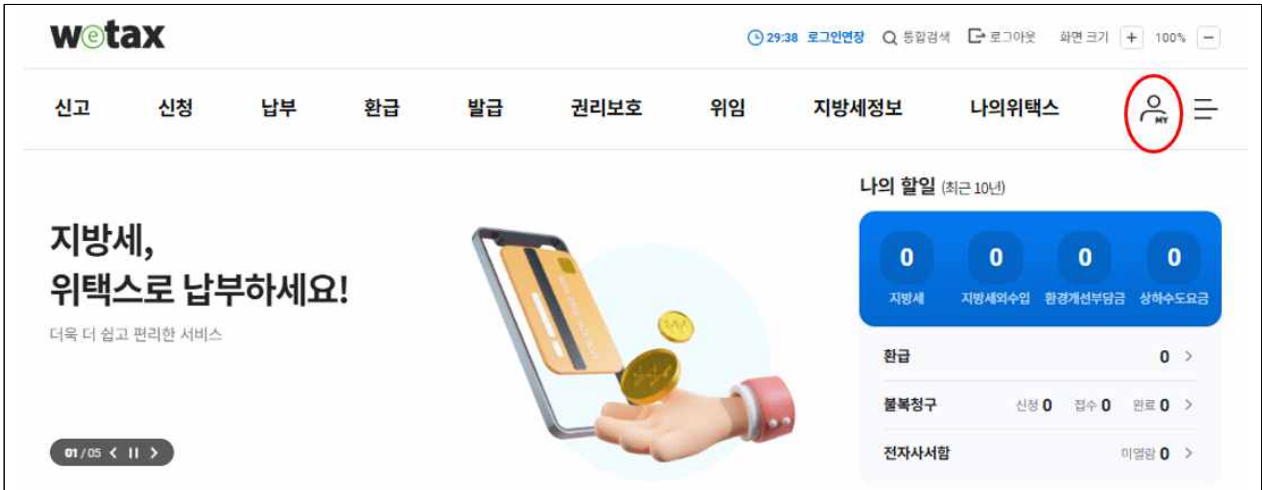 wetax
29:38 로그인연장 통합검색 로그아웃 화면 크기 + 100% −
신고 신청 납부 환급 발급 권리보호 위임 지방세정보 나의위택스 MY
나의 할일 (최근 10년)
지방세,
위택스로 납부하세요!
더욱 더 쉽고 편리한 서비스
0 0 0 0
지방세 지방세외수입 환경개선부담금 상하수도요금
환급 0 >
불복청구 신청 0 접수 0 완료 0 >
전자사서함 미열람 0 >
01 / 05 < II >